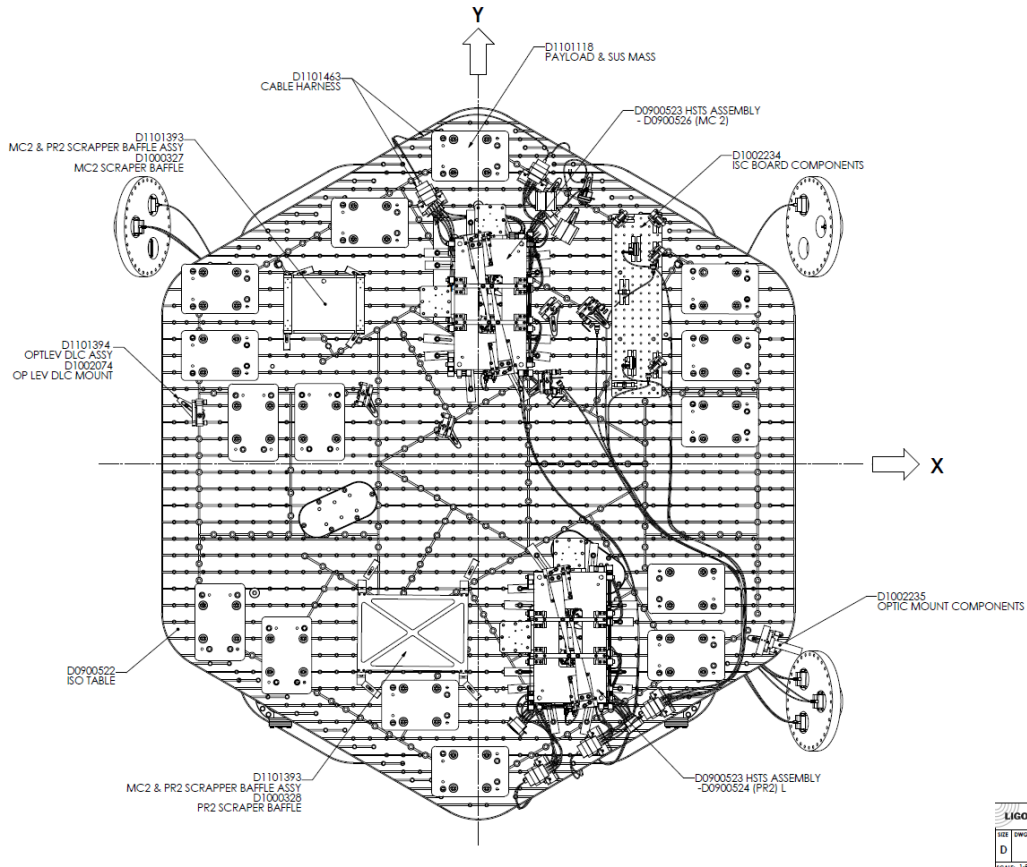 Y
D1101118
PAYLOAD & SUS MASS
D1101463
CABLE HARNESS
D0900523 HSTS ASSEMBLY
- D0900526 (MC 2)
D1101393
MC2 & PR2 SCRAPPER BAFFLE ASSY
D1000327
MC2 SCRAPER BAFFLE
D1002234
ISC BOARD COMPONENTS
D1101394
OPTLEV DLC ASSY
D1002074
OP LEV DLC MOUNT
X
D1002235
OPTIC MOUNT COMPONENTS
D0900522
ISO TABLE
D1101393
MC2 & PR2 SCRAPPER BAFFLE ASSY
D1000328
PR2 SCRAPER BAFFLE
D0900523 HSTS ASSEMBLY
-D0900524 (PR2) L
LIGO
SIZE DWG
D